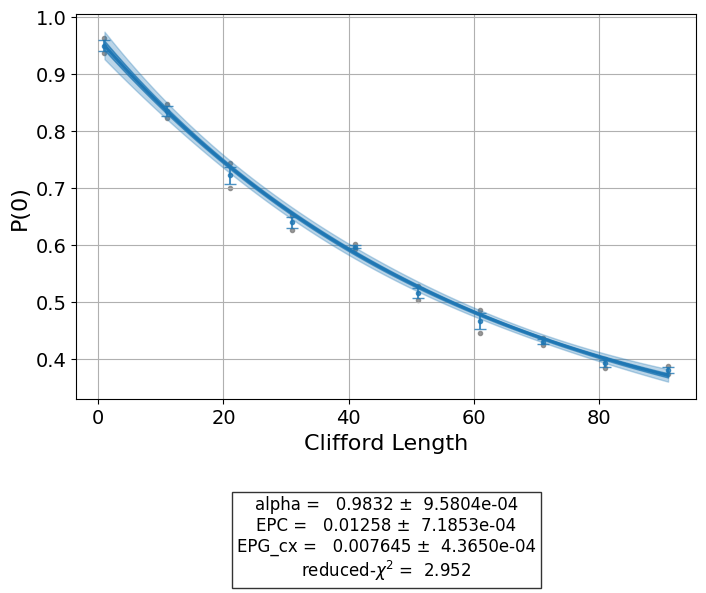 1.0
0.9
0.8
0.7
0.6
0.5
0.4
P(0)
0 20 40 60 80
Clifford Length
alpha = 0.9832 ± 9.5804e-04
EPC = 0.01258 ± 7.1853e-04
EPG_cx = 0.007645 ± 4.3650e-04
reduced-χ² = 2.952